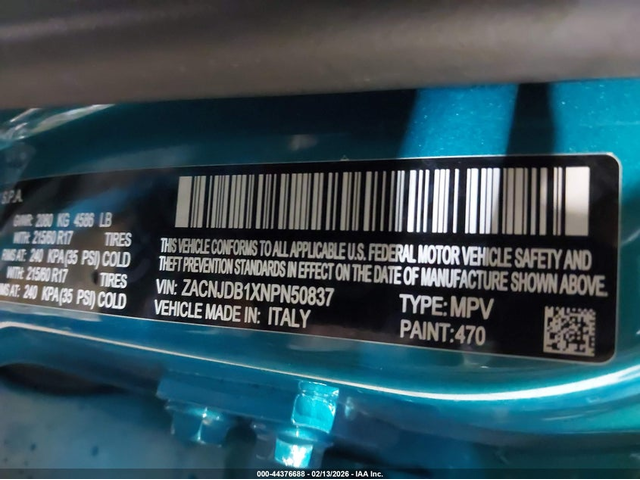 S.P.A.
GVWR: 2080 KG 4586 LB
WITH: 215/60 R17 TIRES
RIMS AT: 240 KPA(35 PSI) COLD
WITH: 215/60 R17 TIRES
RIMS AT: 240 KPA(35 PSI) COLD
THIS VEHICLE CONFORMS TO ALL APPLICABLE U.S. FEDERAL MOTOR VEHICLE SAFETY AND
THEFT PREVENTION STANDARDS IN EFFECT ON THE DATE OF MANUFACTURE SHOWN ABOVE.
VIN: ZACNJDB1XNPN50837
TYPE: MPV
VEHICLE MADE IN: ITALY
PAINT: 470
000-44376688 - 02/13/2026 - IAA Inc.